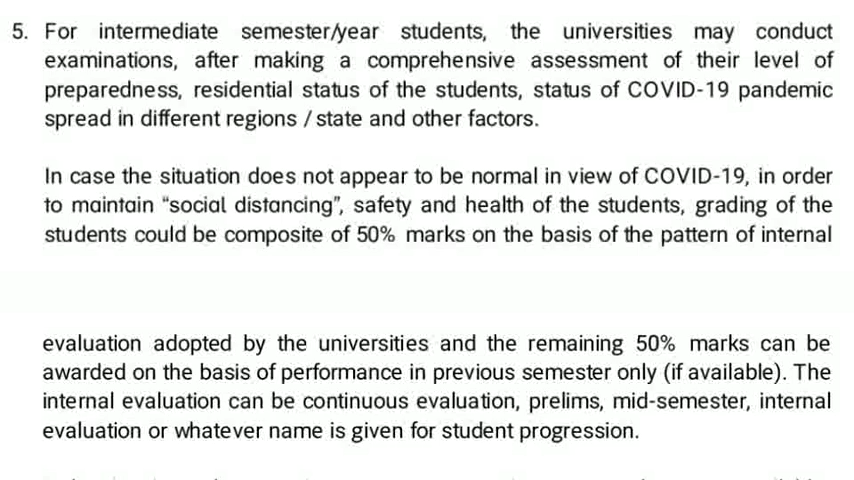 5. For intermediate semester/year students, the universities may conduct
examinations, after making a comprehensive assessment of their level of
preparedness, residential status of the students, status of COVID-19 pandemic
spread in different regions / state and other factors.
In case the situation does not appear to be normal in view of COVID-19, in order
to maintain “social distancing”, safety and health of the students, grading of the
students could be composite of 50% marks on the basis of the pattern of internal
evaluation adopted by the universities and the remaining 50% marks can be
awarded on the basis of performance in previous semester only (if available). The
internal evaluation can be continuous evaluation, prelims, mid-semester, internal
evaluation or whatever name is given for student progression.